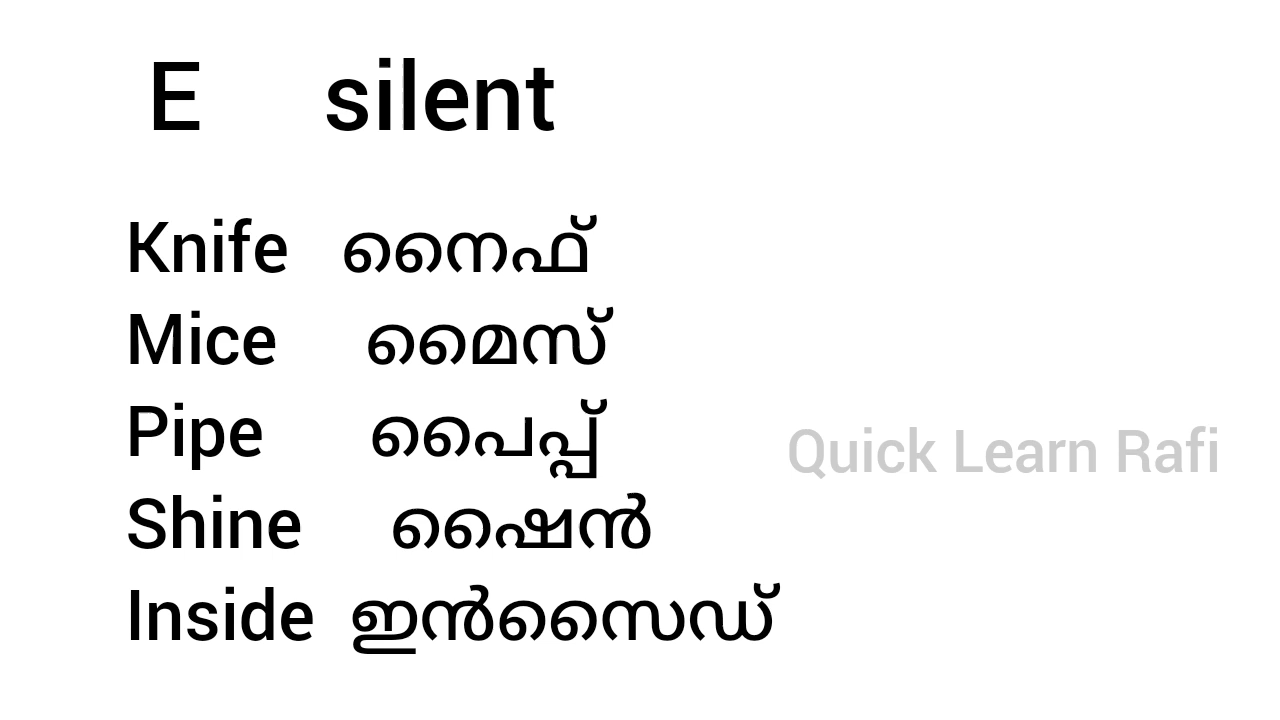 E silent
Knife നൈഫ്
Mice മൈസ്
Pipe പൈപ്പ്
Quick Learn Rafi
Shine ഷൈൻ
Inside ഇൻസൈഡ്